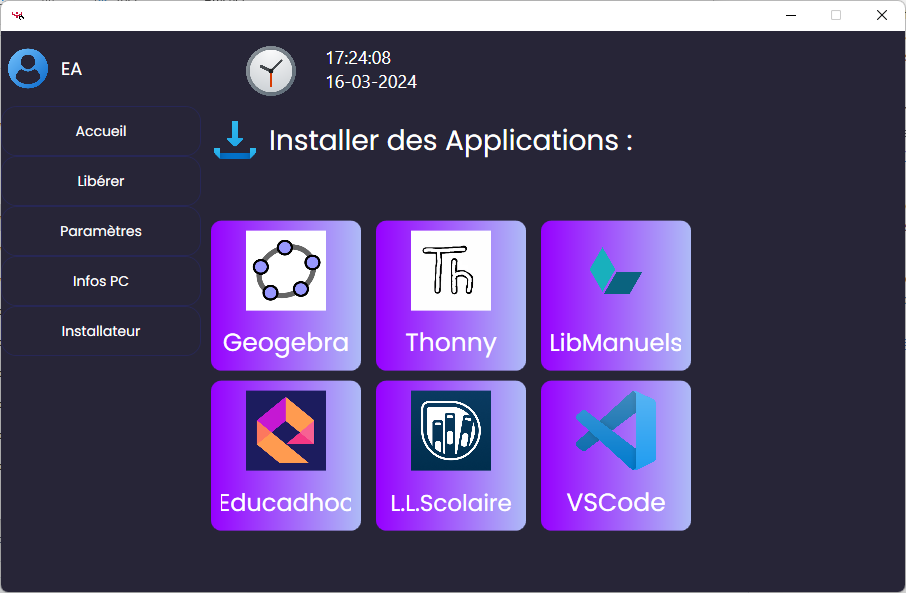 EA
17:24:08
16-03-2024
Accueil
Libérer
Paramètres
Infos PC
Installateur
Installer des Applications :
Th
Geogebra
Thonny
LibManuels
Educadhoc
L.L.Scolaire
VSCode